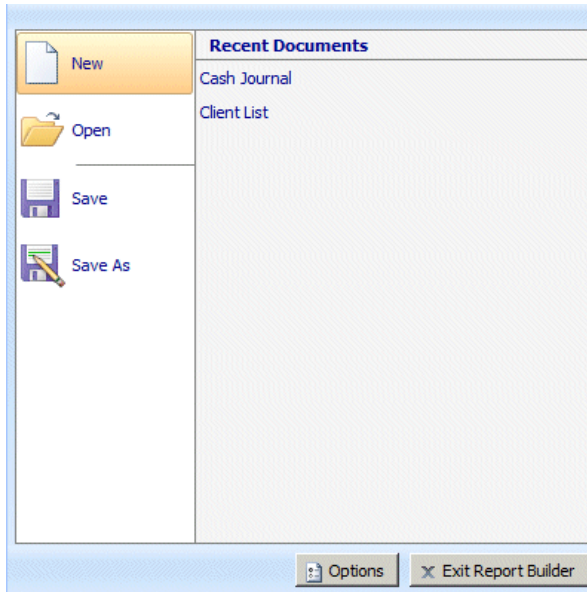 New
Open
Save
Save As
Recent Documents
Cash Journal
Client List
Options
Exit Report Builder